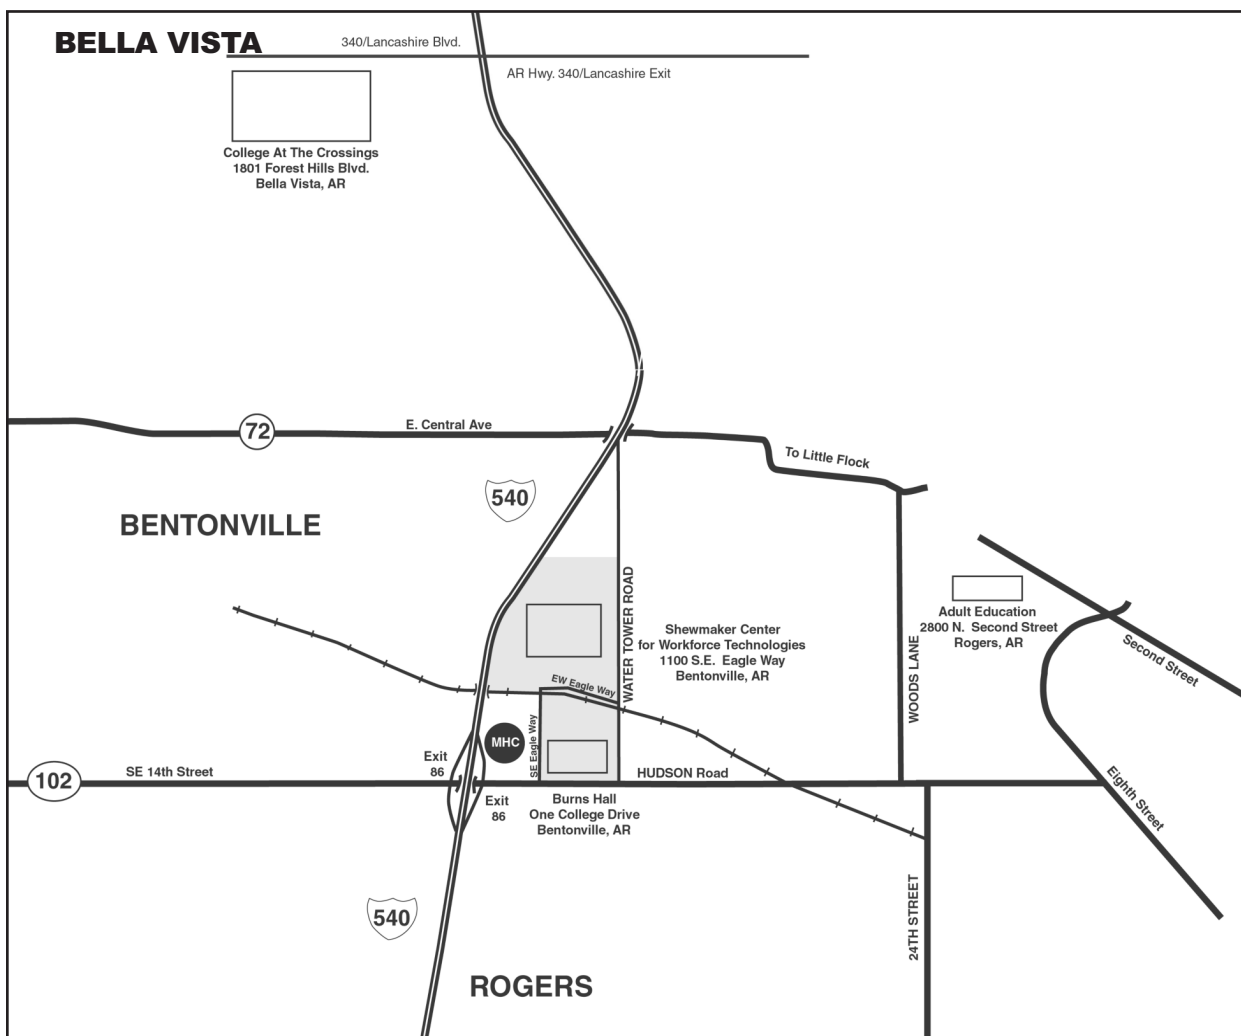 BELLA VISTA
340/Lancashire Blvd.
AR Hwy. 340/Lancashire Exit
College At The Crossings
1801 Forest Hills Blvd.
Bella Vista, AR
72
E. Central Ave
To Little Flock
540
BENTONVILLE
WATER TOWER ROAD
Shewmaker Center
for Workforce Technologies
1100 S.E. Eagle Way
Bentonville, AR
Adult Education
2800 N. Second Street
Rogers, AR
Second Street
WOODS LANE
EW Eagle Way
SE Eagle Way
MHC
Exit
86
102
SE 14th Street
HUDSON Road
Exit
86
Burns Hall
One College Drive
Bentonville, AR
Eighth Street
24TH STREET
540
ROGERS